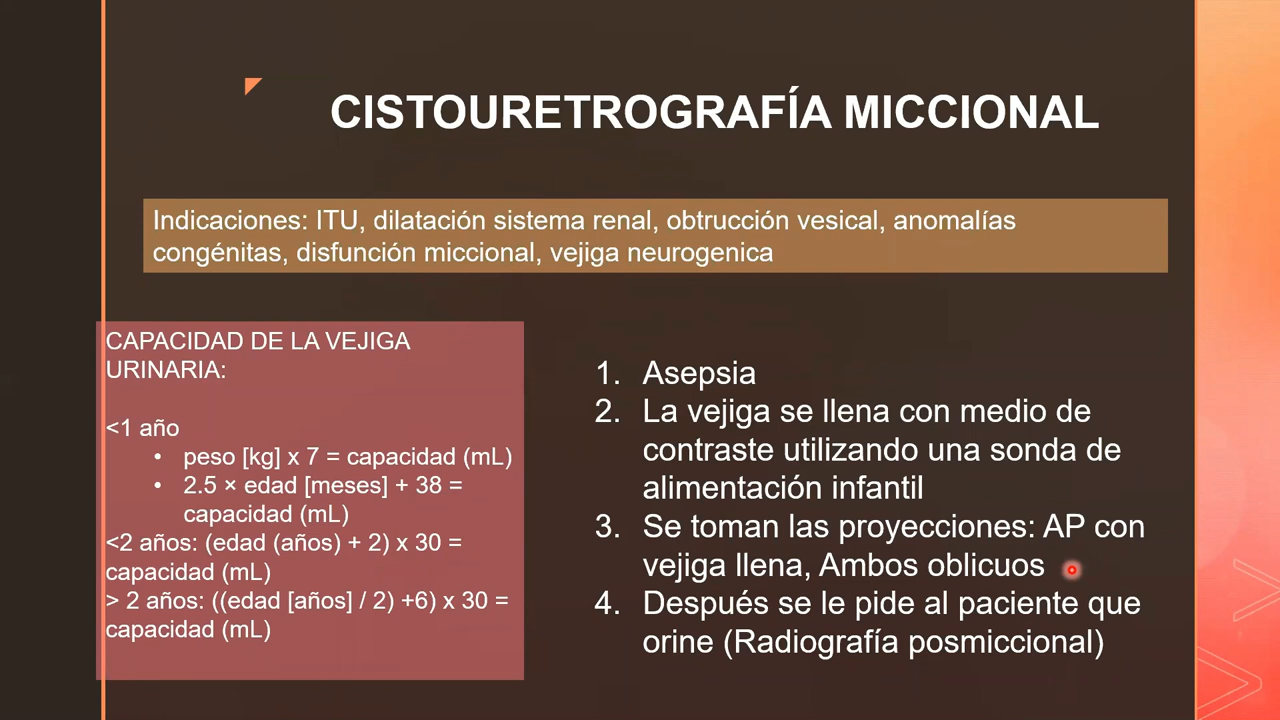 CISTOURETROGRAFÍA MICCIONAL
Indicaciones: ITU, dilatación sistema renal, obtrucción vesical, anomalías
congénitas, disfunción miccional, vejiga neurogenica
CAPACIDAD DE LA VEJIGA
URINARIA:
<1 año
• peso [kg] x 7 = capacidad (mL)
• 2.5 × edad [meses] + 38 =
capacidad (mL)
<2 años: (edad (años) + 2) x 30 =
capacidad (mL)
> 2 años: ((edad [años] / 2) +6) x 30 =
capacidad (mL)
1. Asepsia
2. La vejiga se llena con medio de
contraste utilizando una sonda de
alimentación infantil
3. Se toman las proyecciones: AP con
vejiga llena, Ambos oblicuos
4. Después se le pide al paciente que
orine (Radiografía posmiccional)